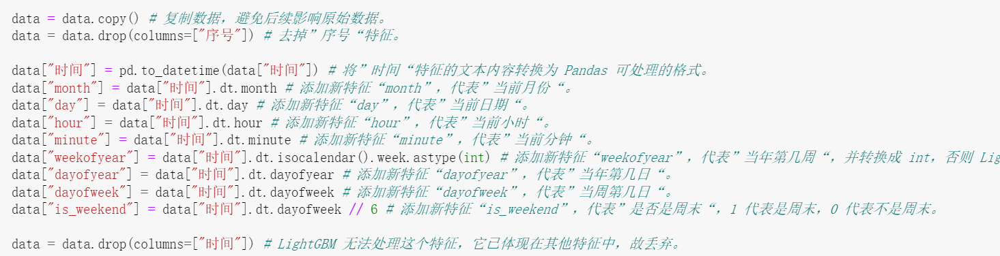 data = data.copy() # 复制数据，避免后续影响原始数据。
data = data.drop(columns=["序号"]) # 去掉”序号“特征。
data["时间"] = pd.to_datetime(data["时间"]) # 将”时间“特征的文本内容转换为 Pandas 可处理的格式。
data["month"] = data["时间"].dt.month # 添加新特征“month”，代表”当前月份“。
data["day"] = data["时间"].dt.day # 添加新特征“day”，代表”当前日期“。
data["hour"] = data["时间"].dt.hour # 添加新特征“hour”，代表”当前小时“。
data["minute"] = data["时间"].dt.minute # 添加新特征“minute”，代表”当前分钟“。
data["weekofyear"] = data["时间"].dt.isocalendar().week.astype(int) # 添加新特征“weekofyear”，代表”当年第几周“，并转换成 int，否则 Lig
data["dayofyear"] = data["时间"].dt.dayofyear # 添加新特征“dayofyear”，代表”当年第几日“。
data["dayofweek"] = data["时间"].dt.dayofweek # 添加新特征“dayofweek”，代表”当周第几日“。
data["is_weekend"] = data["时间"].dt.dayofweek // 6 # 添加新特征“is_weekend”，代表”是否是周末“，1 代表是周末，0 代表不是周末。
data = data.drop(columns=["时间"]) # LightGBM 无法处理这个特征，它已体现在其他特征中，故丢弃。